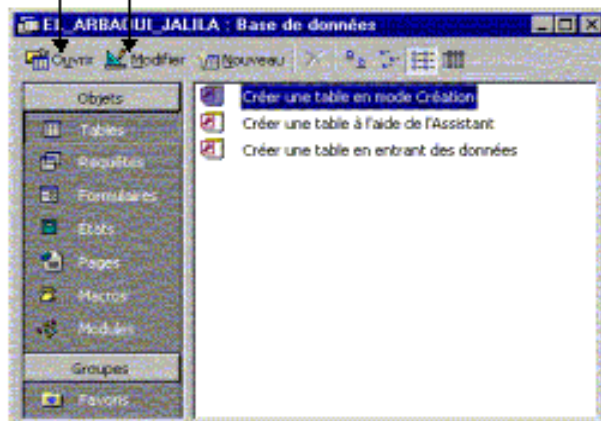 EL_ARBAOUI_JALILA : Base de données
Ouvrir Modifier Nouveau
Objets
Tables
Requêtes
Formulaires
États
Pages
Macros
Modules
Groupes
Favoris
Créer une table en mode Création
Créer une table à l'aide de l'Assistant
Créer une table en entrant des données